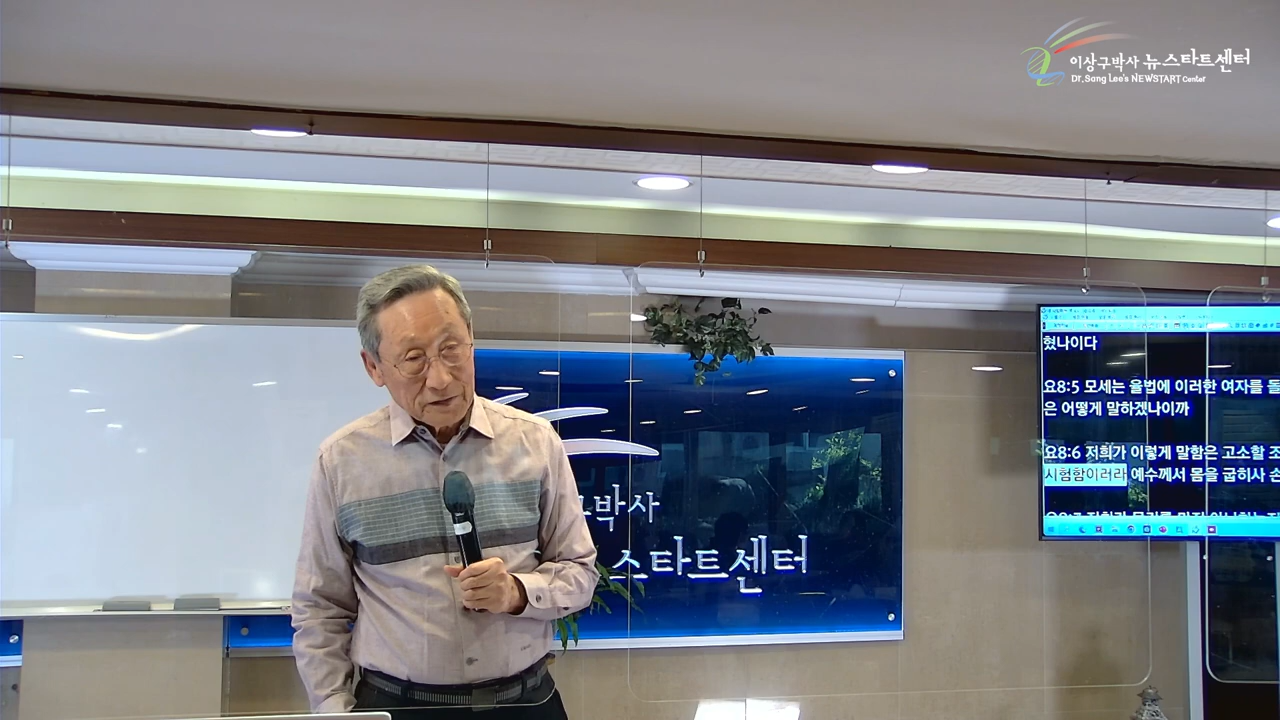 이상구박사 뉴스타트센터
Dr. Sang Lee's NEWSTART Center
혔나이다
요8:5 모세는 율법에 이러한 여자를 돌
은 어떻게 말하겠나이까
요8:6 저희가 이렇게 말함은 고소할 조
시험함이러라 예수께서 몸을 굽히사 손
박사
스타트센터